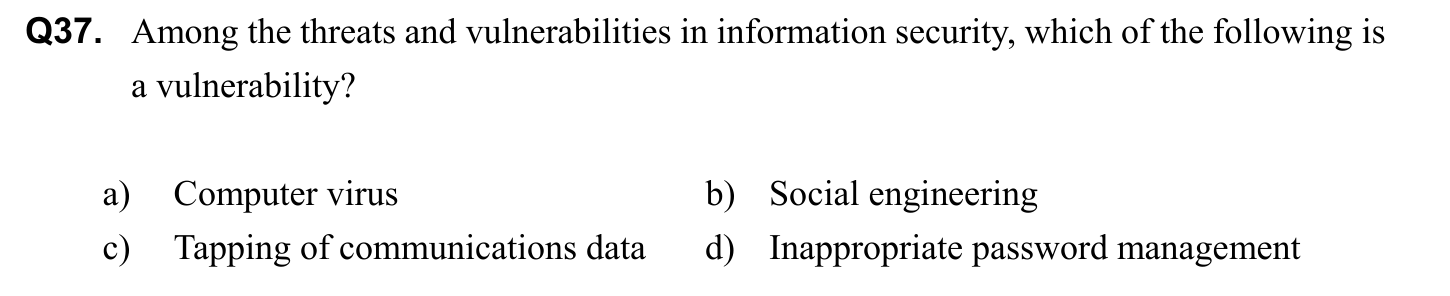 Q37. Among the threats and vulnerabilities in information security, which of the following is
a vulnerability?
a) Computer virus b) Social engineering
c) Tapping of communications data d) Inappropriate password management